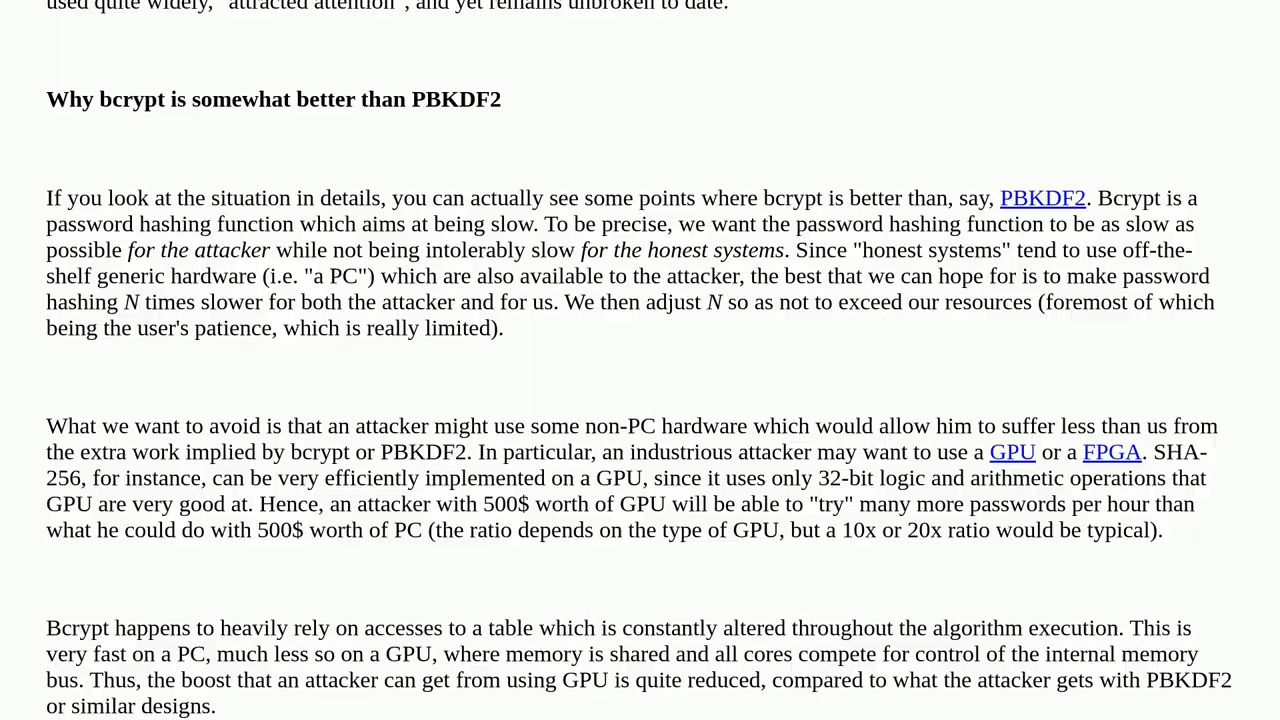 used quite widely, "attracted attention", and yet remains unbroken to date.
Why bcrypt is somewhat better than PBKDF2
If you look at the situation in details, you can actually see some points where bcrypt is better than, say, PBKDF2. Bcrypt is a
password hashing function which aims at being slow. To be precise, we want the password hashing function to be as slow as
possible for the attacker while not being intolerably slow for the honest systems. Since "honest systems" tend to use off-the-
shelf generic hardware (i.e. "a PC") which are also available to the attacker, the best that we can hope for is to make password
hashing N times slower for both the attacker and for us. We then adjust N so as not to exceed our resources (foremost of which
being the user's patience, which is really limited).
What we want to avoid is that an attacker might use some non-PC hardware which would allow him to suffer less than us from
the extra work implied by bcrypt or PBKDF2. In particular, an industrious attacker may want to use a GPU or a FPGA. SHA-
256, for instance, can be very efficiently implemented on a GPU, since it uses only 32-bit logic and arithmetic operations that
GPU are very good at. Hence, an attacker with 500$ worth of GPU will be able to "try" many more passwords per hour than
what he could do with 500$ worth of PC (the ratio depends on the type of GPU, but a 10x or 20x ratio would be typical).
Bcrypt happens to heavily rely on accesses to a table which is constantly altered throughout the algorithm execution. This is
very fast on a PC, much less so on a GPU, where memory is shared and all cores compete for control of the internal memory
bus. Thus, the boost that an attacker can get from using GPU is quite reduced, compared to what the attacker gets with PBKDF2
or similar designs.